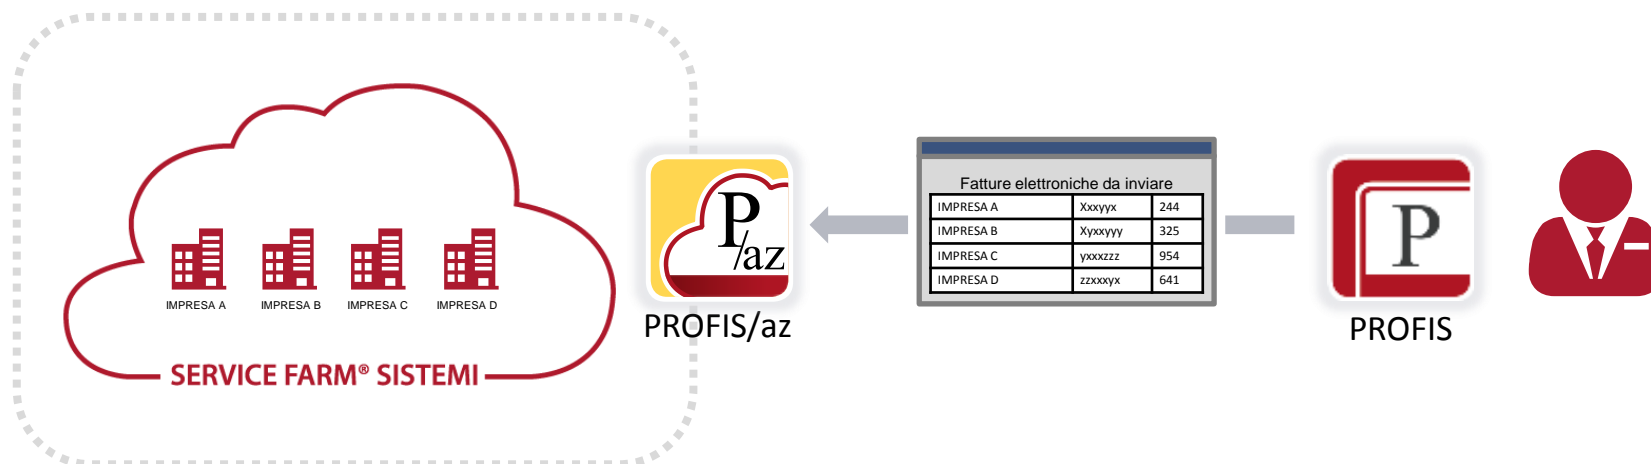 IMPRESA A
IMPRESA B
IMPRESA C
IMPRESA D
SERVICE FARM® SISTEMI
P/az
PROFIS/az
Fatture elettroniche da inviare
IMPRESA A Xxxyyx 244
IMPRESA B Xyxxyyy 325
IMPRESA C yxxxzzz 954
IMPRESA D zzxxxyx 641
P
PROFIS